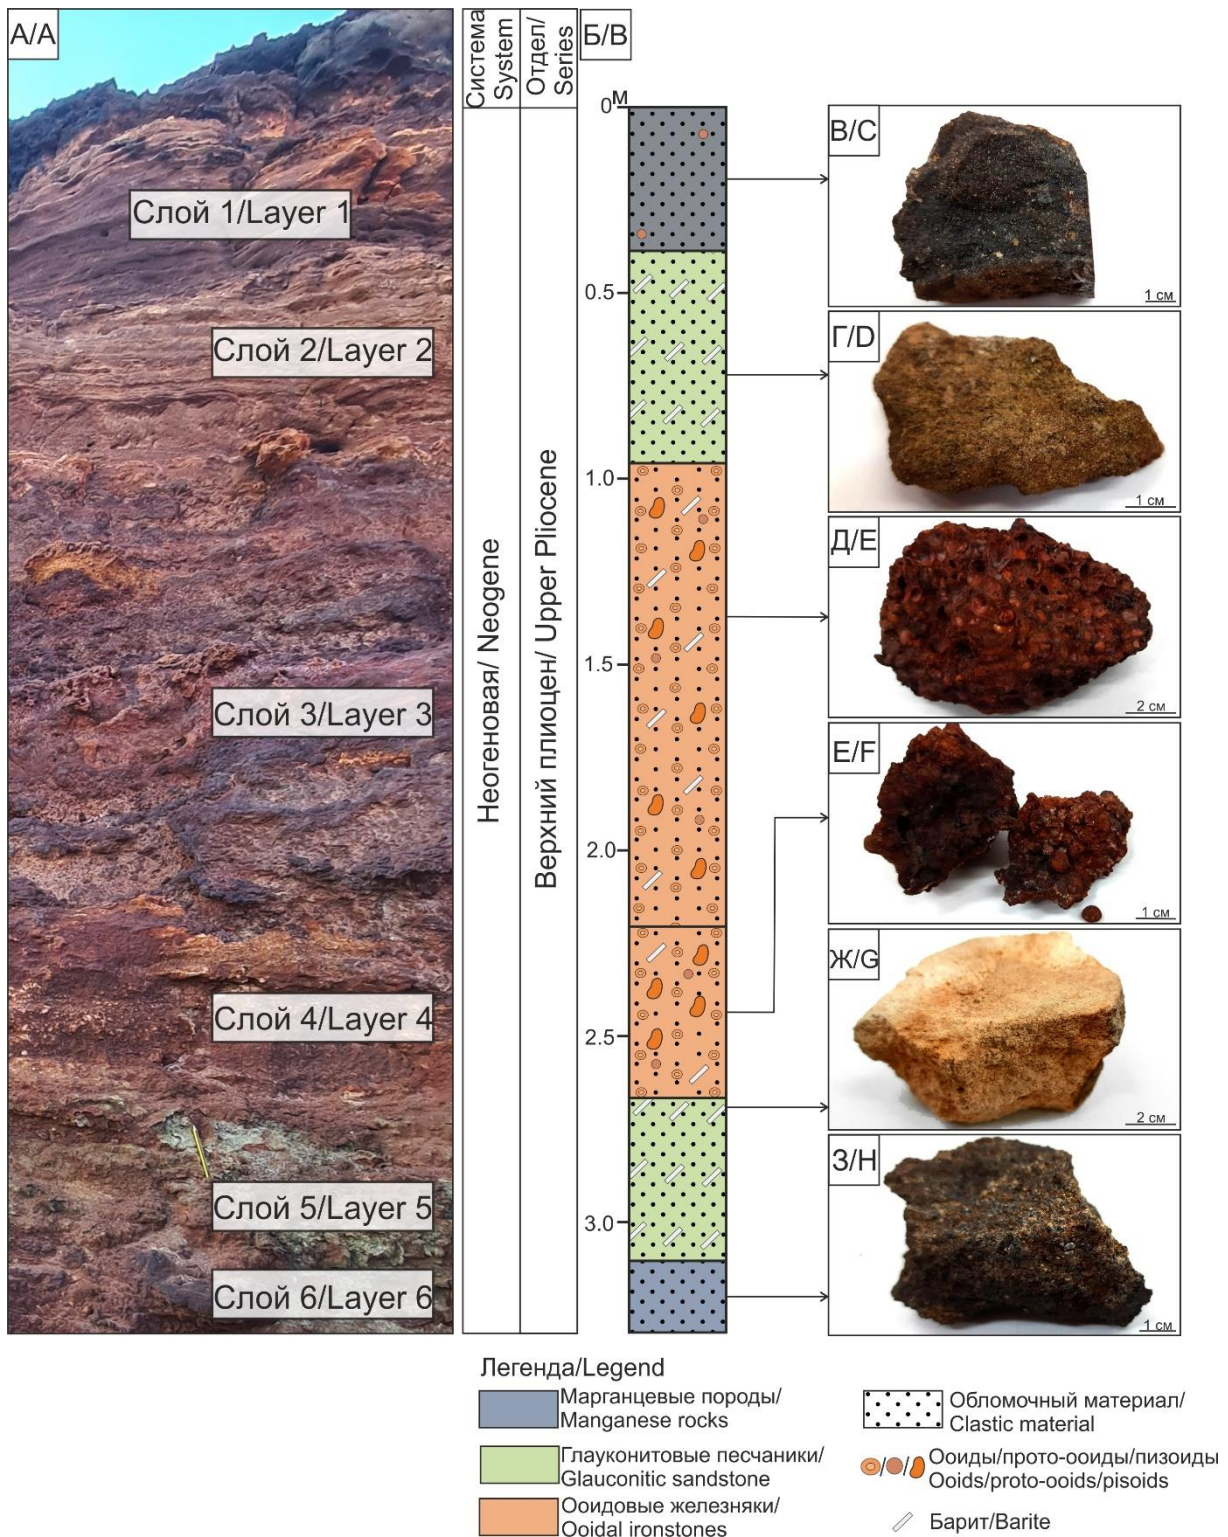 А/A
Слой 1/Layer 1
Слой 2/Layer 2
Слой 3/Layer 3
Слой 4/Layer 4
Слой 5/Layer 5
Слой 6/Layer 6
Система
System
Отдел/
Series
Неогеновая/ Neogene
Верхний плиоцен/ Upper Pliocene
Б/B
0м
0.5
1.0
1.5
2.0
2.5
3.0
В/C
1 см
Г/D
1 см
Д/E
2 см
Е/F
1 см
Ж/G
2 см
З/H
1 см
Легенда/Legend
Марганцевые породы/
Manganese rocks
Глауконитовые песчаники/
Glauconitic sandstone
Ооидовые железняки/
Ooidal ironstones
Обломочный материал/
Clastic material
Ооиды/прото-ооиды/пизоиды
Ooids/proto-ooids/pisoids
Барит/Barite